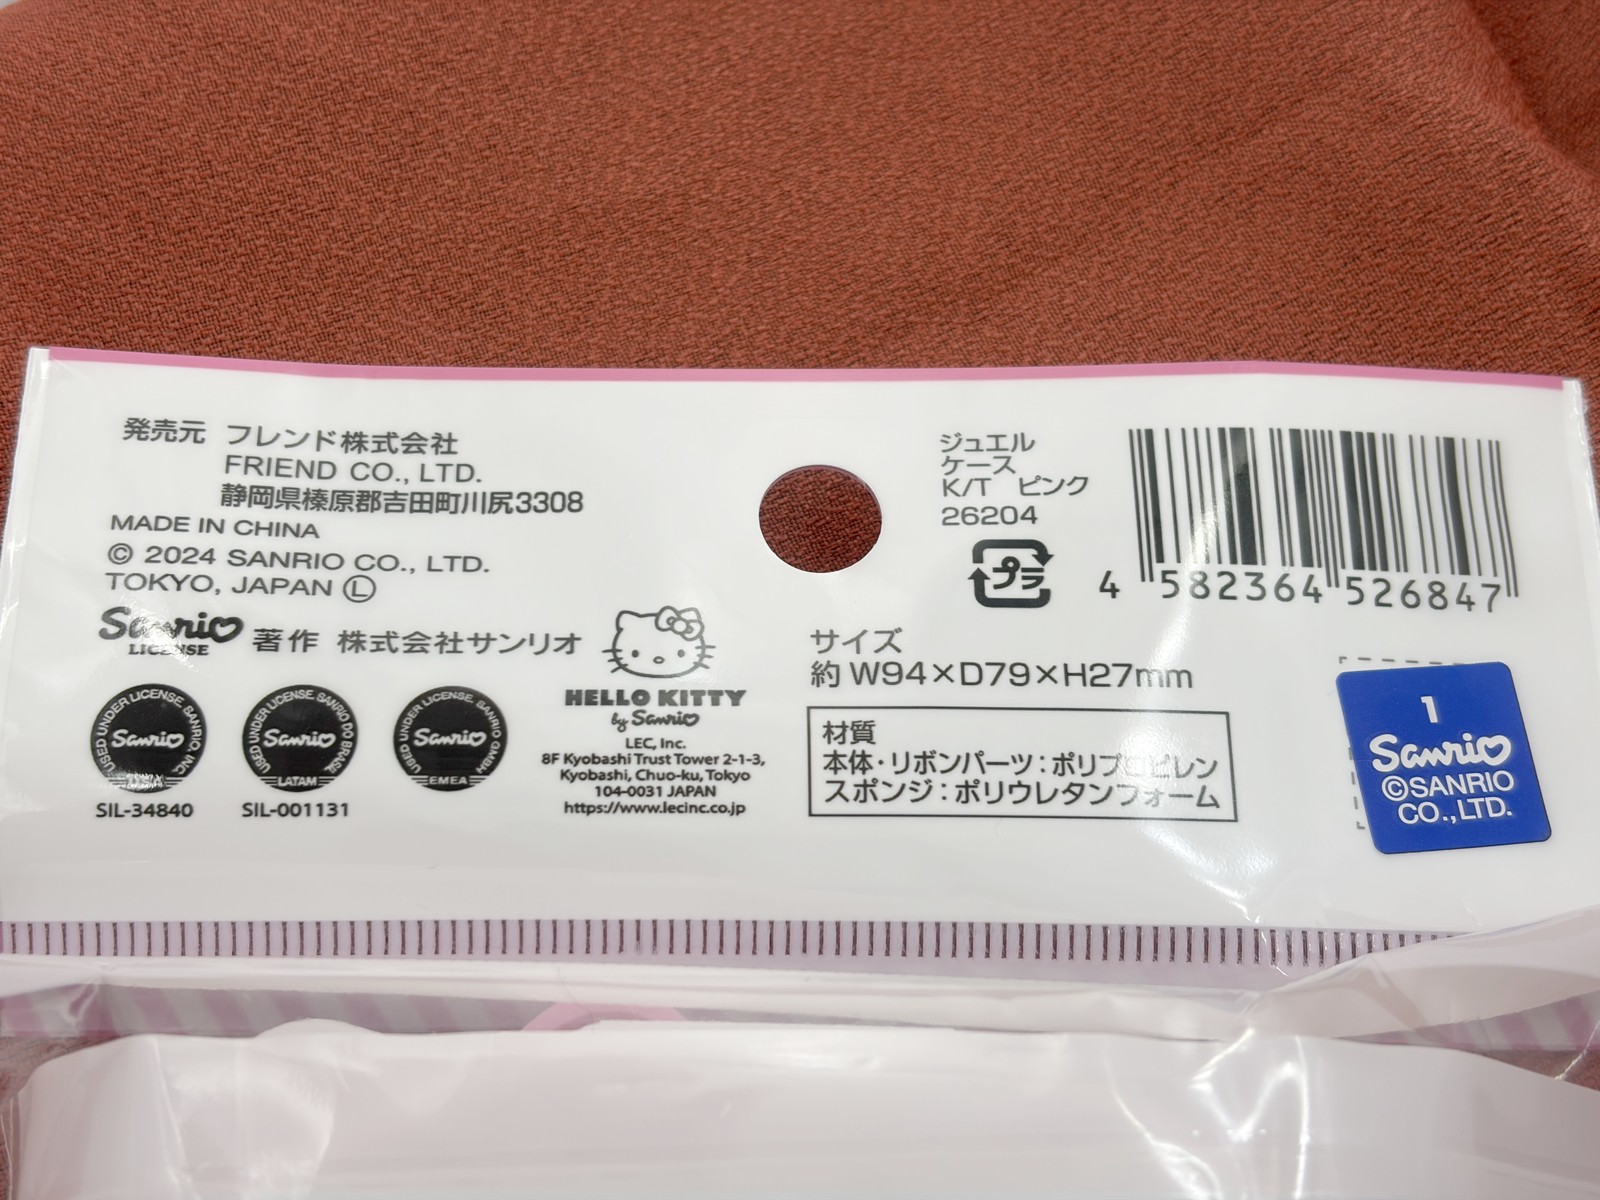 発売元 フレンド株式会社
FRIEND CO., LTD.
静岡県榛原郡吉田町川尻3308
MADE IN CHINA
© 2024 SANRIO CO., LTD.
TOKYO, JAPAN Ⓛ
Sanrio
LICENSE
著作 株式会社サンリオ
USED UNDER LICENSE. SANRIO, INC.
Sanrio
USA
SIL-34840
USED UNDER LICENSE. SANRIO DO BRASIL
Sanrio
LATAM
SIL-001131
USED UNDER LICENSE. SANRIO GMBH
Sanrio
EMEA
HELLO KITTY
by Sanrio
LEC, Inc.
8F Kyobashi Trust Tower 2-1-3,
Kyobashi, Chuo-ku, Tokyo
104-0031 JAPAN
https://www.lecinc.co.jp
ジュエル
ケース
K/T ピンク
26204
プラ
4 582364 526847
サイズ
約 W94×D79×H27mm
材質
本体・リボンパーツ：ポリプロピレン
スポンジ：ポリウレタンフォーム
1
Sanrio
©SANRIO
CO.,LTD.